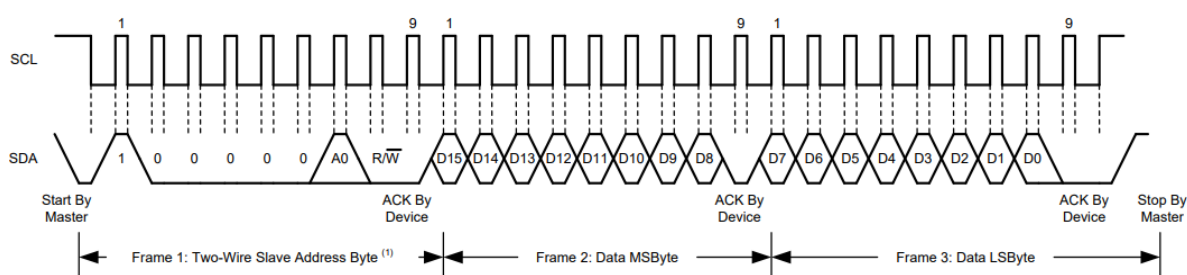 1 9 1 9 1 9
SCL
SDA 1 0 0 0 0 0 A0 R/W̅ D15 D14 D13 D12 D11 D10 D9 D8 D7 D6 D5 D4 D3 D2 D1 D0
Start By ACK By ACK By ACK By Stop By
Master Device Device Device Master
Frame 1: Two-Wire Slave Address Byte (1) Frame 2: Data MSByte Frame 3: Data LSByte